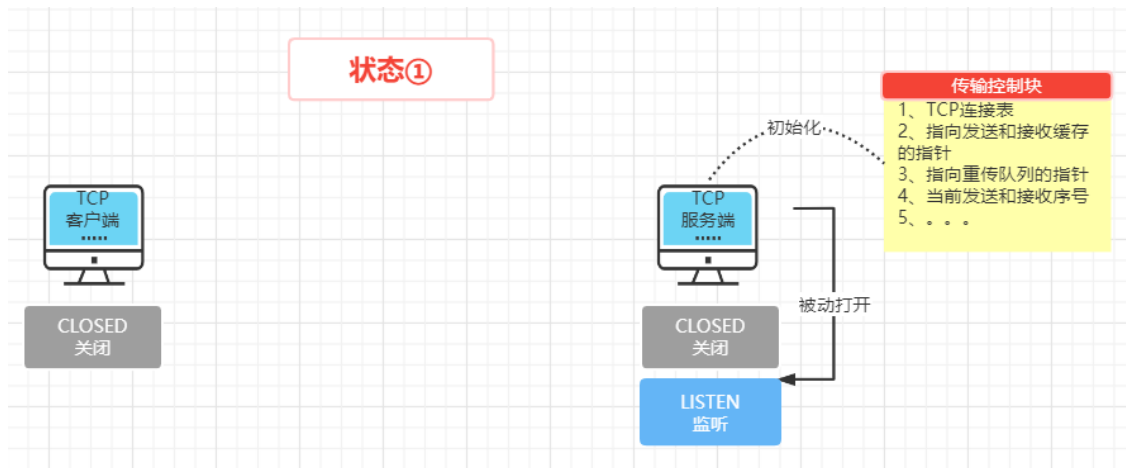 状态①
传输控制块
1、TCP连接表
2、指向发送和接收缓存
的指针
3、指向重传队列的指针
4、当前发送和接收序号
5、。。。
初始化
TCP
客户端
TCP
服务端
被动打开
CLOSED
关闭
CLOSED
关闭
LISTEN
监听